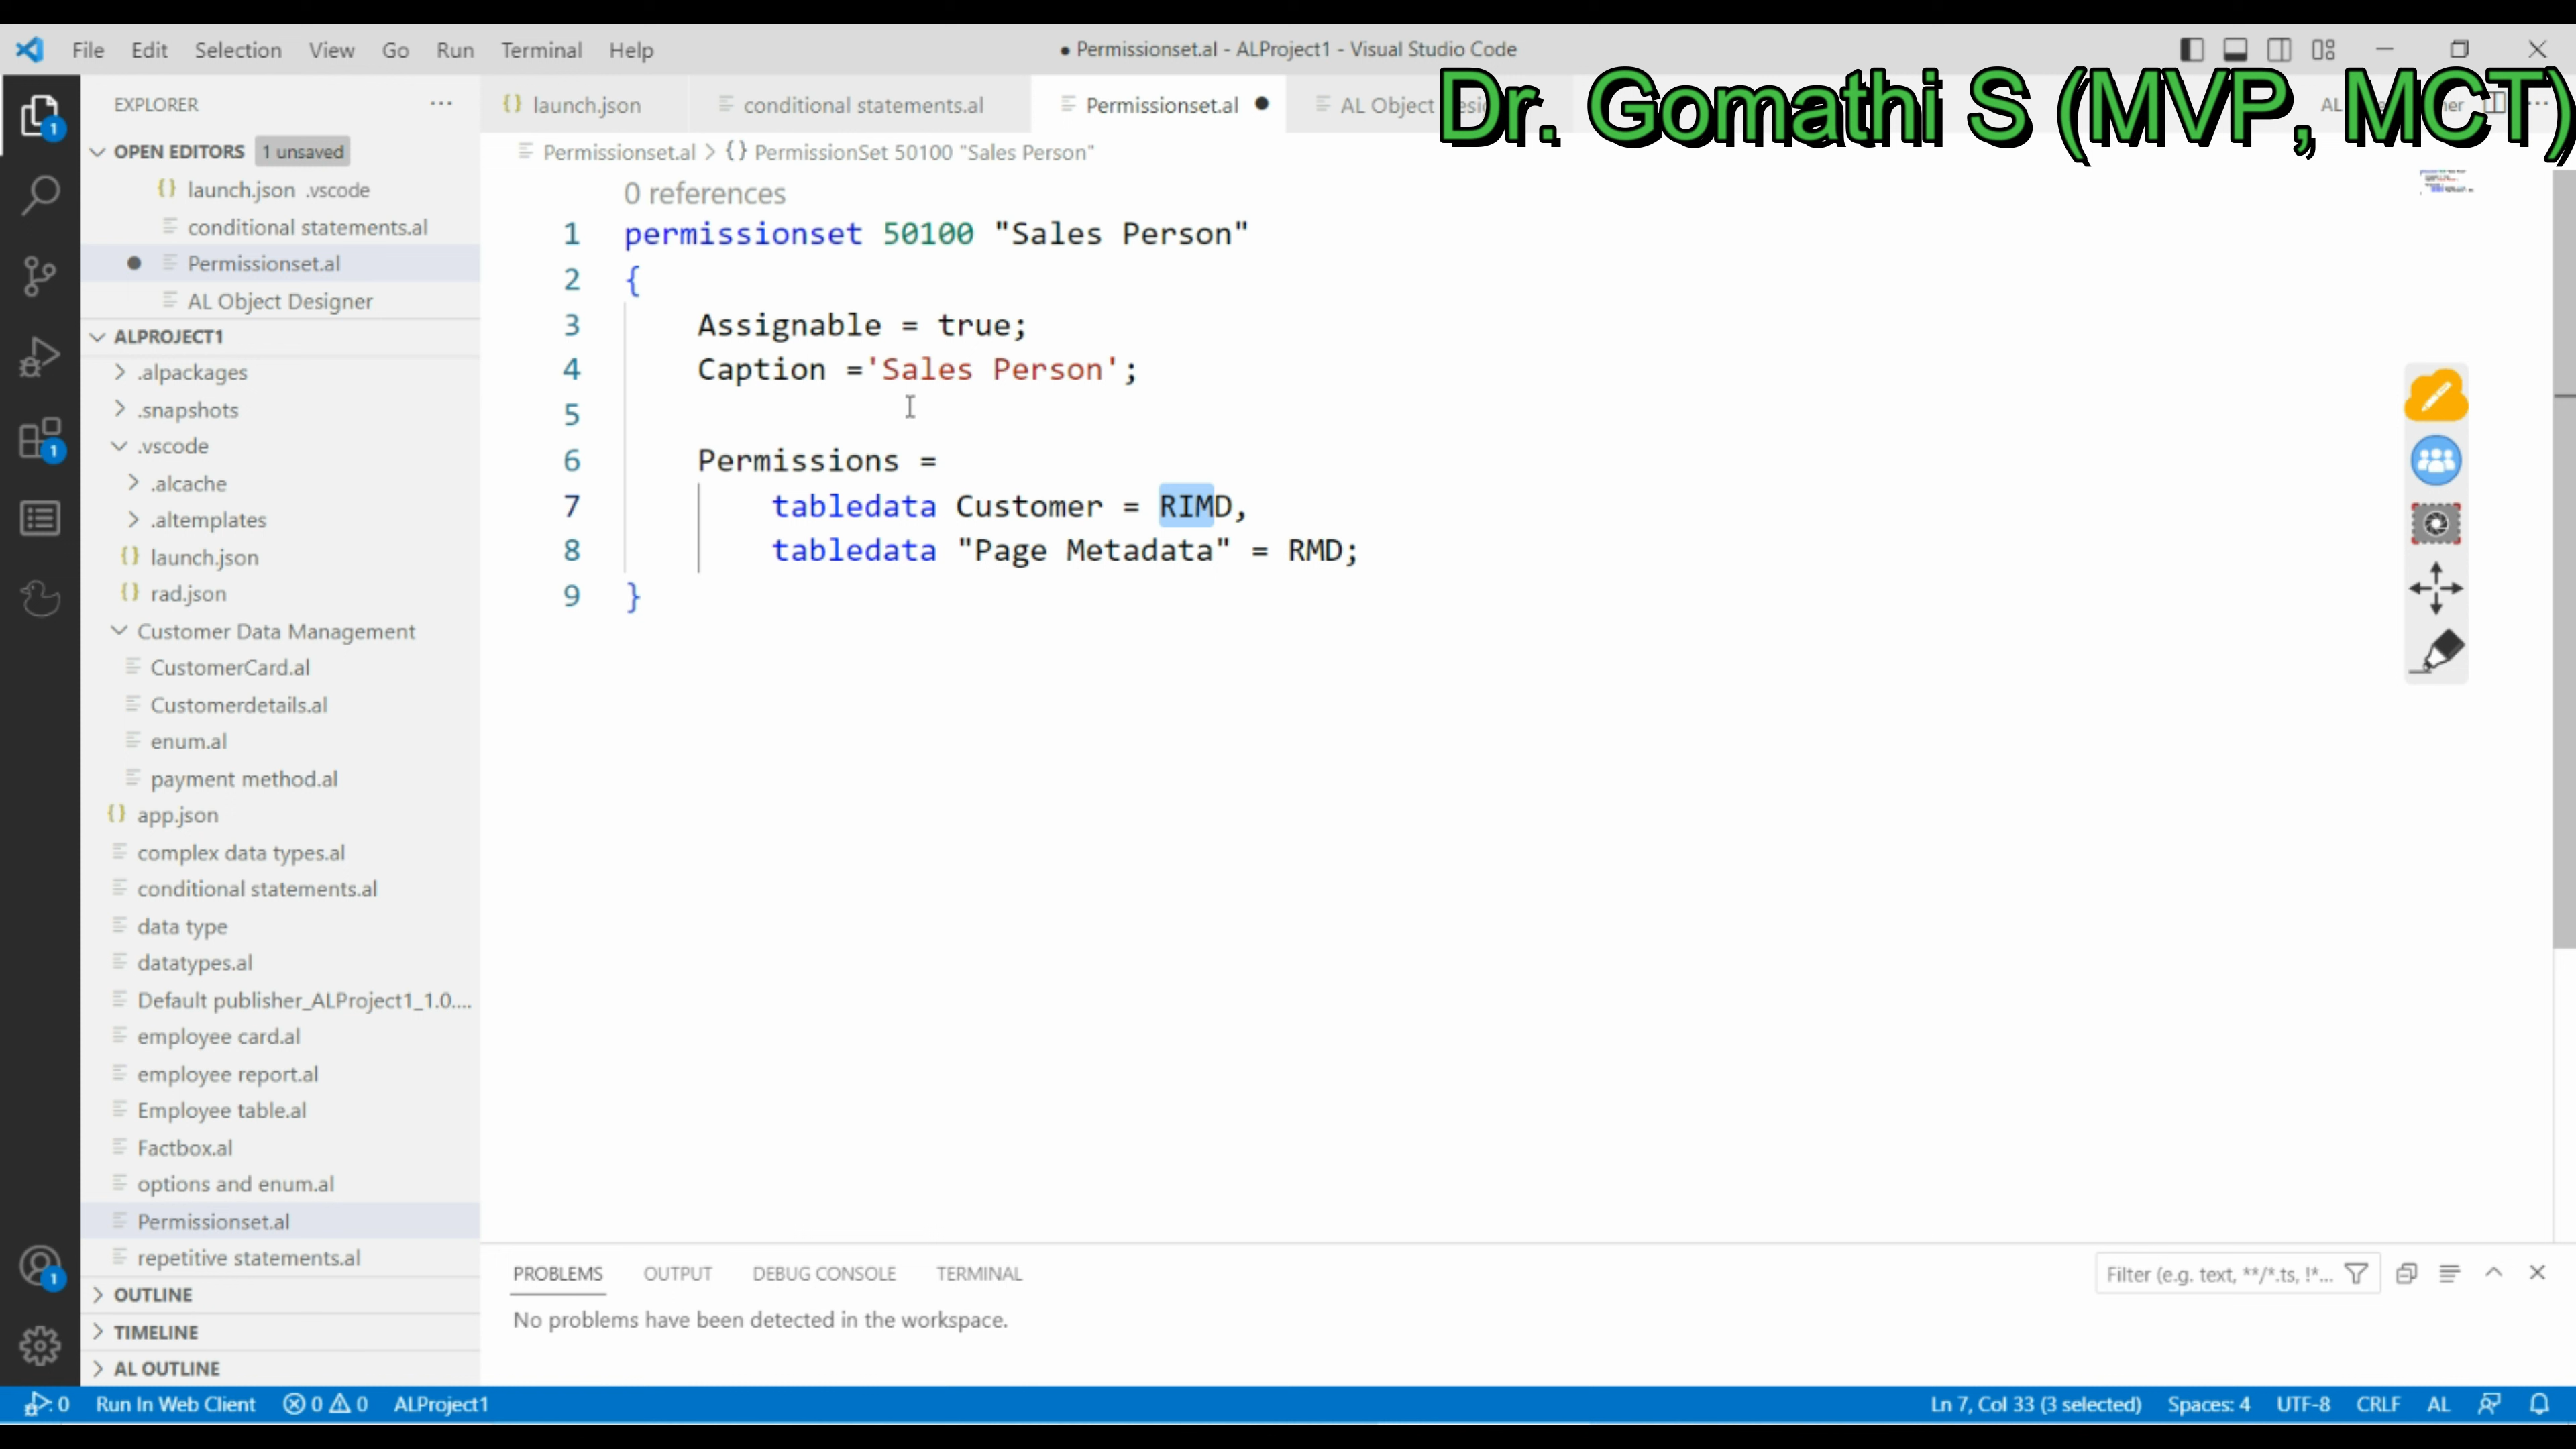 File Edit Selection View Go Run Terminal Help
● Permissionset.al - ALProject1 - Visual Studio Code
Dr. Gomathi S (MVP, MCT)
EXPLORER
launch.json
conditional statements.al
Permissionset.al
AL Object
OPEN EDITORS 1 unsaved
launch.json .vscode
conditional statements.al
Permissionset.al
AL Object Designer
ALPROJECT1
.alpackages
.snapshots
.vscode
.alcache
.altemplates
launch.json
rad.json
Customer Data Management
CustomerCard.al
Customerdetails.al
enum.al
payment method.al
app.json
complex data types.al
conditional statements.al
data type
datatypes.al
Default publisher_ALProject1_1.0....
employee card.al
employee report.al
Employee table.al
Factbox.al
options and enum.al
Permissionset.al
repetitive statements.al
OUTLINE
TIMELINE
AL OUTLINE
Permissionset.al > {} PermissionSet 50100 "Sales Person"
0 references
1 permissionset 50100 "Sales Person"
2 {
3 Assignable = true;
4 Caption ='Sales Person';
5
6 Permissions =
7 tabledata Customer = RIMD,
8 tabledata "Page Metadata" = RMD;
9 }
PROBLEMS OUTPUT DEBUG CONSOLE TERMINAL
Filter (e.g. text, **/*.ts, !*...
No problems have been detected in the workspace.
0 Run In Web Client 0 0 ALProject1
Ln 7, Col 33 (3 selected) Spaces: 4 UTF-8 CRLF AL